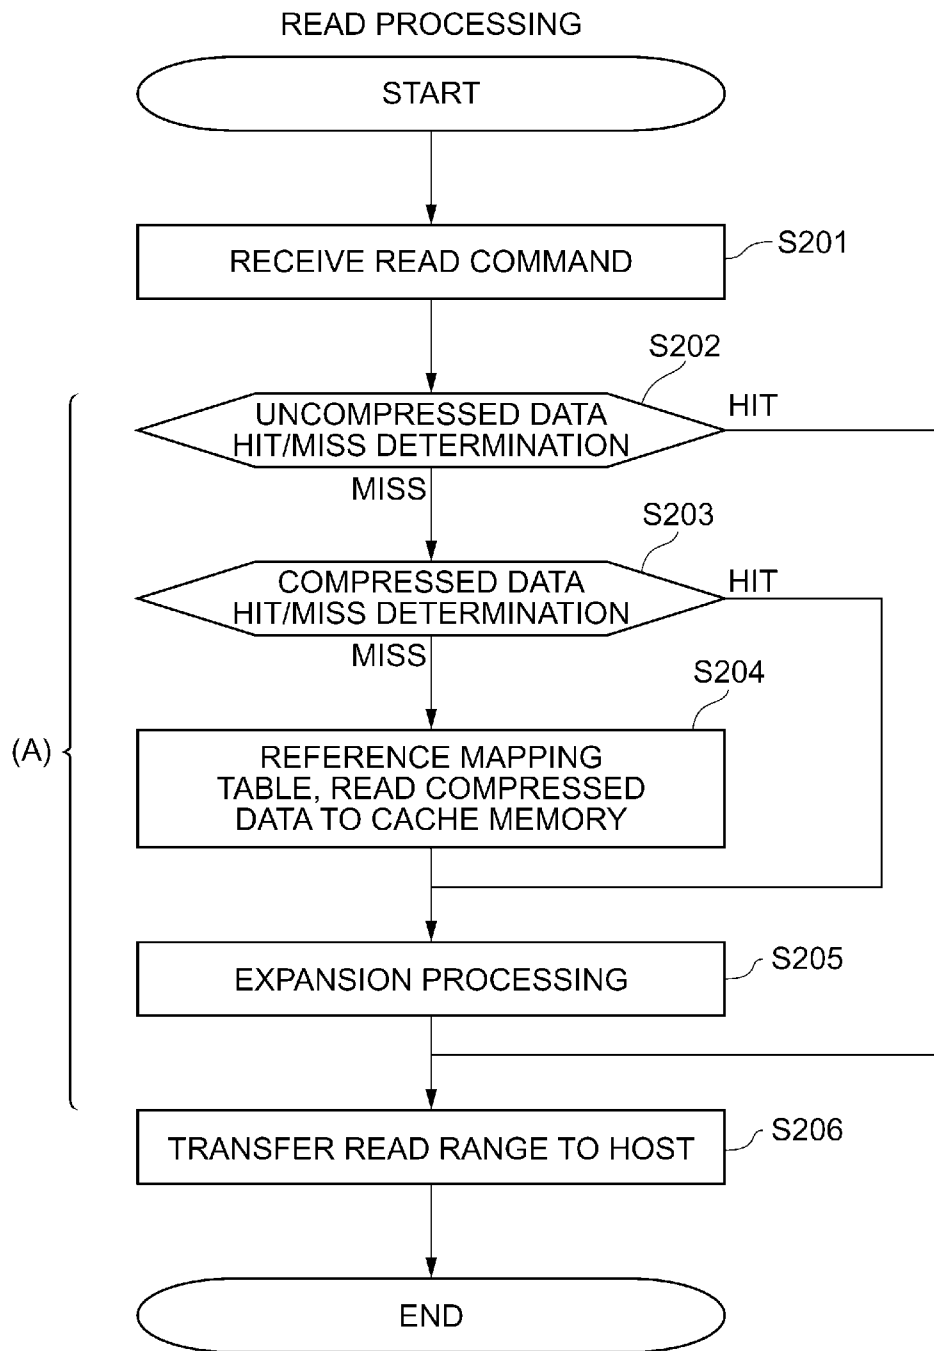 READ PROCESSING
START
RECEIVE READ COMMAND
S201
S202
UNCOMPRESSED DATA
HIT/MISS DETERMINATION
HIT
MISS
S203
COMPRESSED DATA
HIT/MISS DETERMINATION
HIT
MISS
S204
(A)
REFERENCE MAPPING
TABLE, READ COMPRESSED
DATA TO CACHE MEMORY
EXPANSION PROCESSING
S205
TRANSFER READ RANGE TO HOST
S206
END